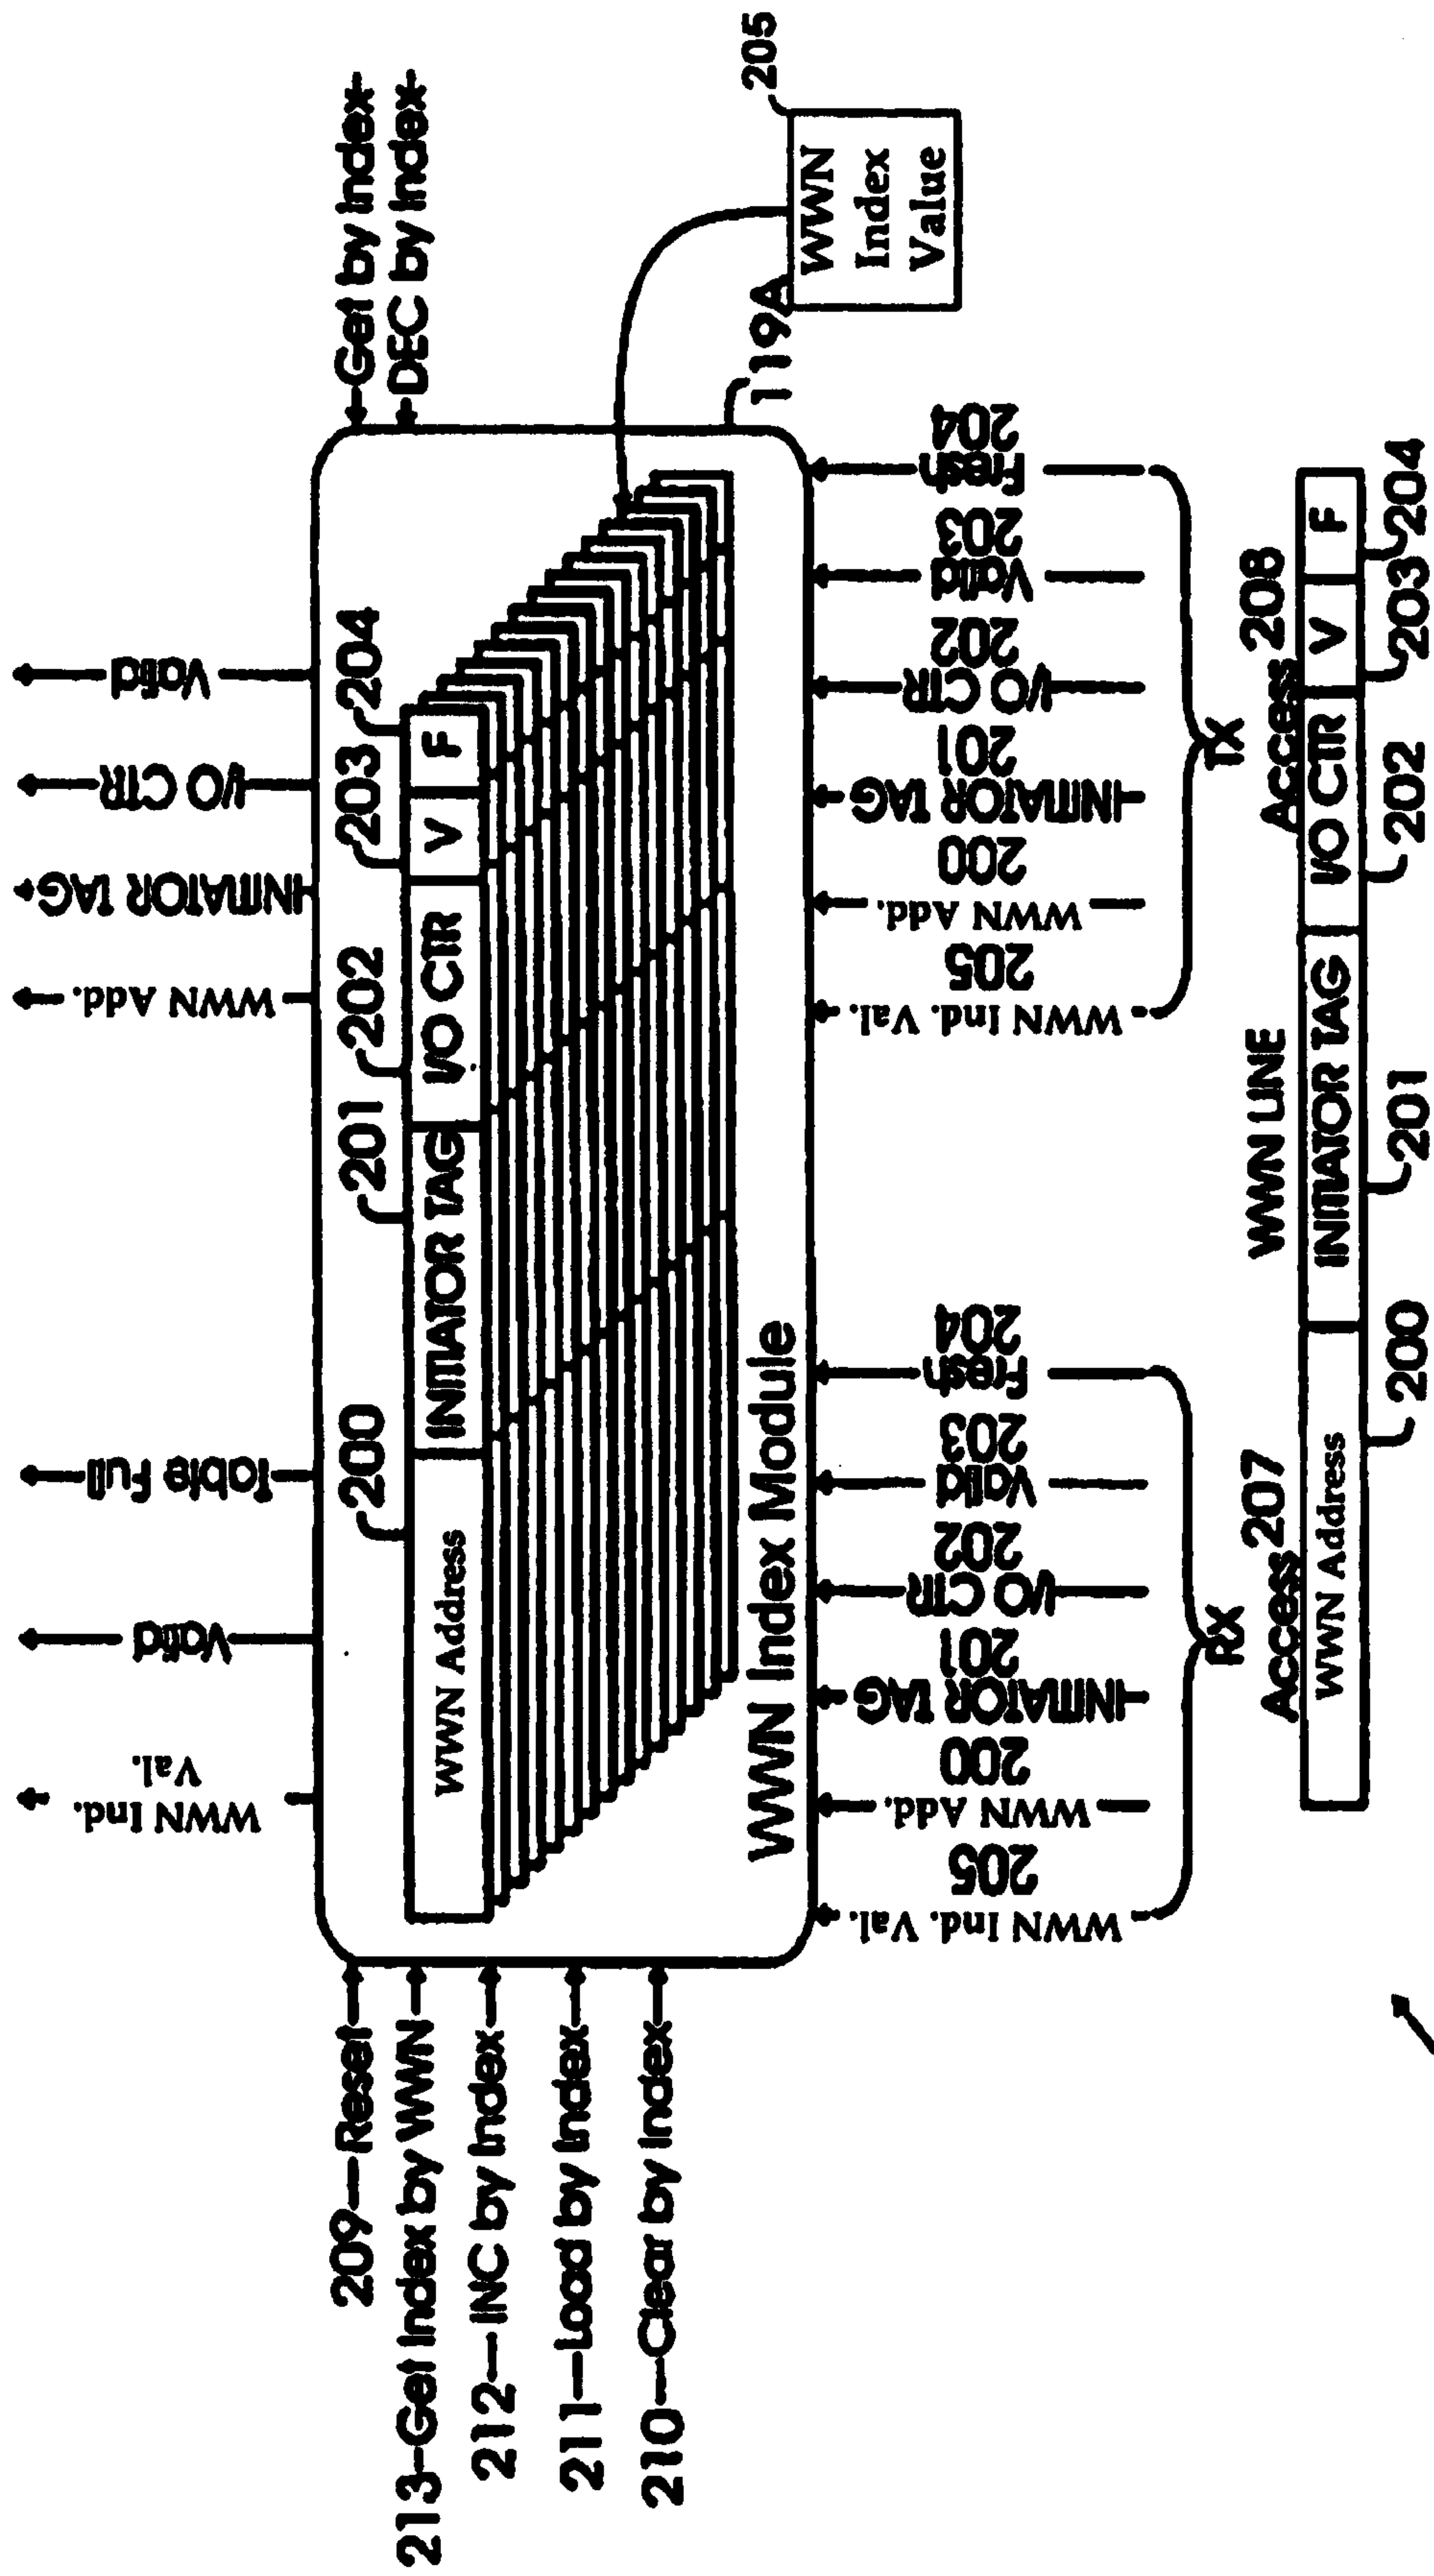 WWN Ind.
Val.
Valid
Table Full
WWN Add.
INITIATOR TAG
I/O CTR
Valid
209 Reset
213 Get Index by WWN
212 INC by Index
211 Load by Index
210 Clear by Index
Get by Index
DEC by Index
200
201
202
203
204
WWN Address
INITIATOR TAG
I/O CTR
V
F
WWN Index Module
119A
205
WWN
Index
Value
WWN Ind. Val.
205
WWN Add.
200
INITIATOR TAG
201
I/O CTR
202
Valid
203
Fresh
204
RX
Access 207
WWN Ind. Val.
205
WWN Add.
200
INITIATOR TAG
201
I/O CTR
202
Valid
203
Fresh
204
TX
Access 208
WWN LINE
WWN Address
INITIATOR TAG
I/O CTR
V
F
200
201
202
203
204